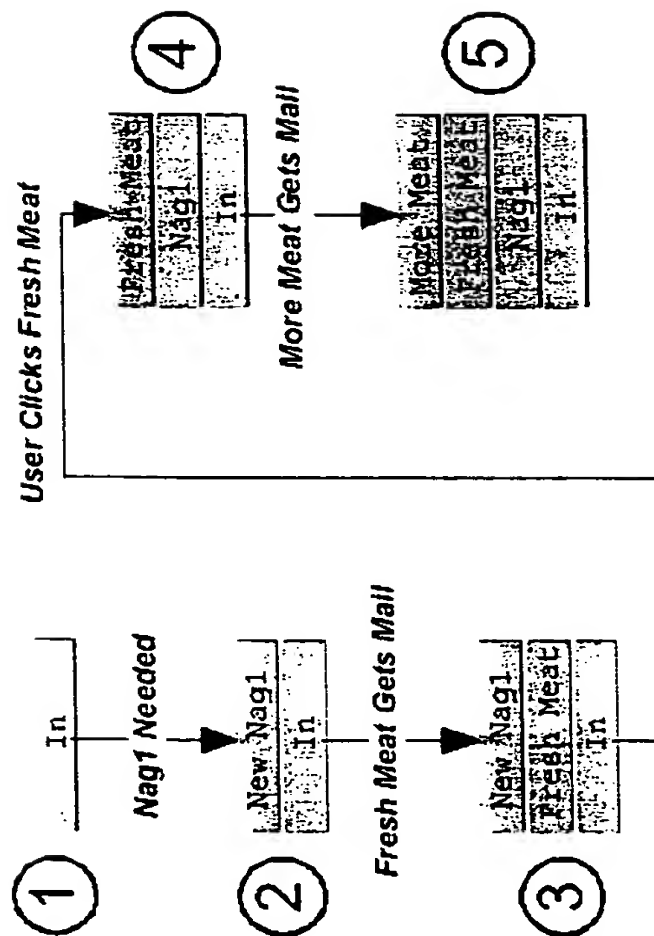 1
In
Nag1 Needed
2
New Nag1
In
Fresh Meat Gets Mail
3
New Nag1
Fresh Meat
In
User Clicks Fresh Meat
4
Fresh Meat
Nag1
In
More Meat Gets Mail
5
More Meat
Fresh Meat
Nag1
In